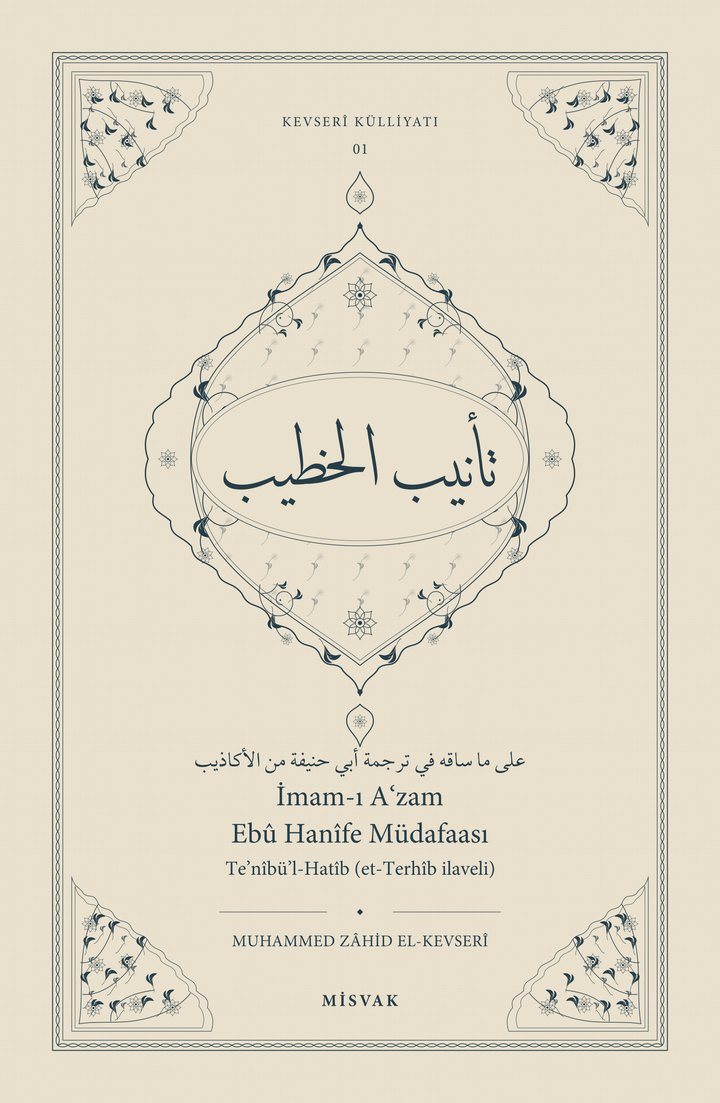 KEVSERÎ KÜLLİYATI
01
تأنيب الخطيب
على ما ساقه في ترجمة أبي حنيفة من الأكاذيب
İmam-ı A‘zam
Ebû Hanîfe Müdafaası
Te’nîbü’l-Hatîb (et-Terhîb ilaveli)
MUHAMMED ZÂHİD EL-KEVSERÎ
MİSVAK